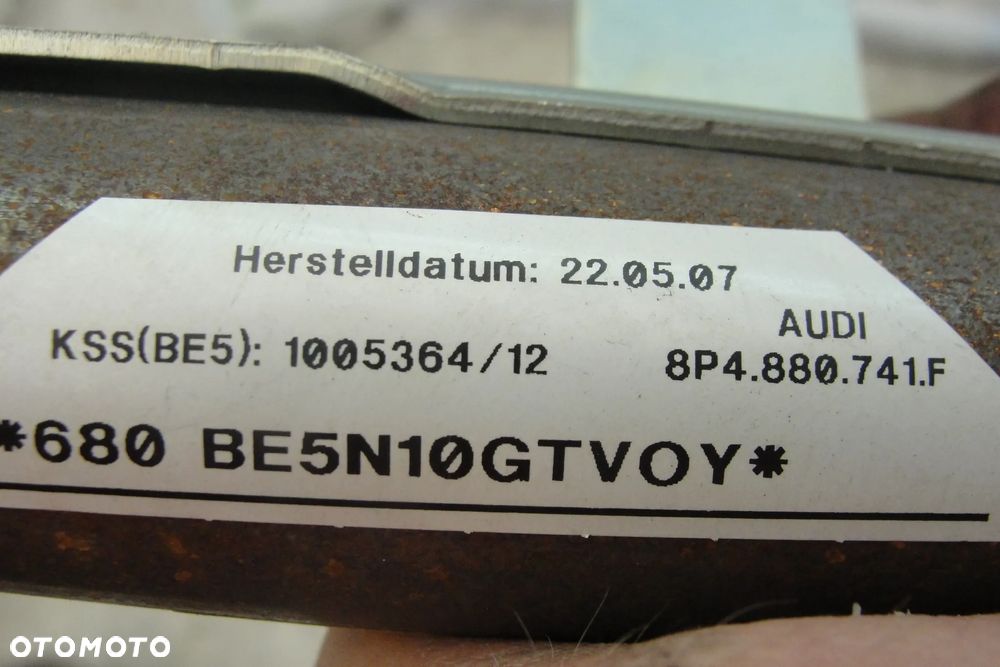 Herstelldatum: 22.05.07
AUDI
KSS(BE5): 1005364/12
8P4.880.741.F
*680 BE5N10GTVOY*
OTOMOTO